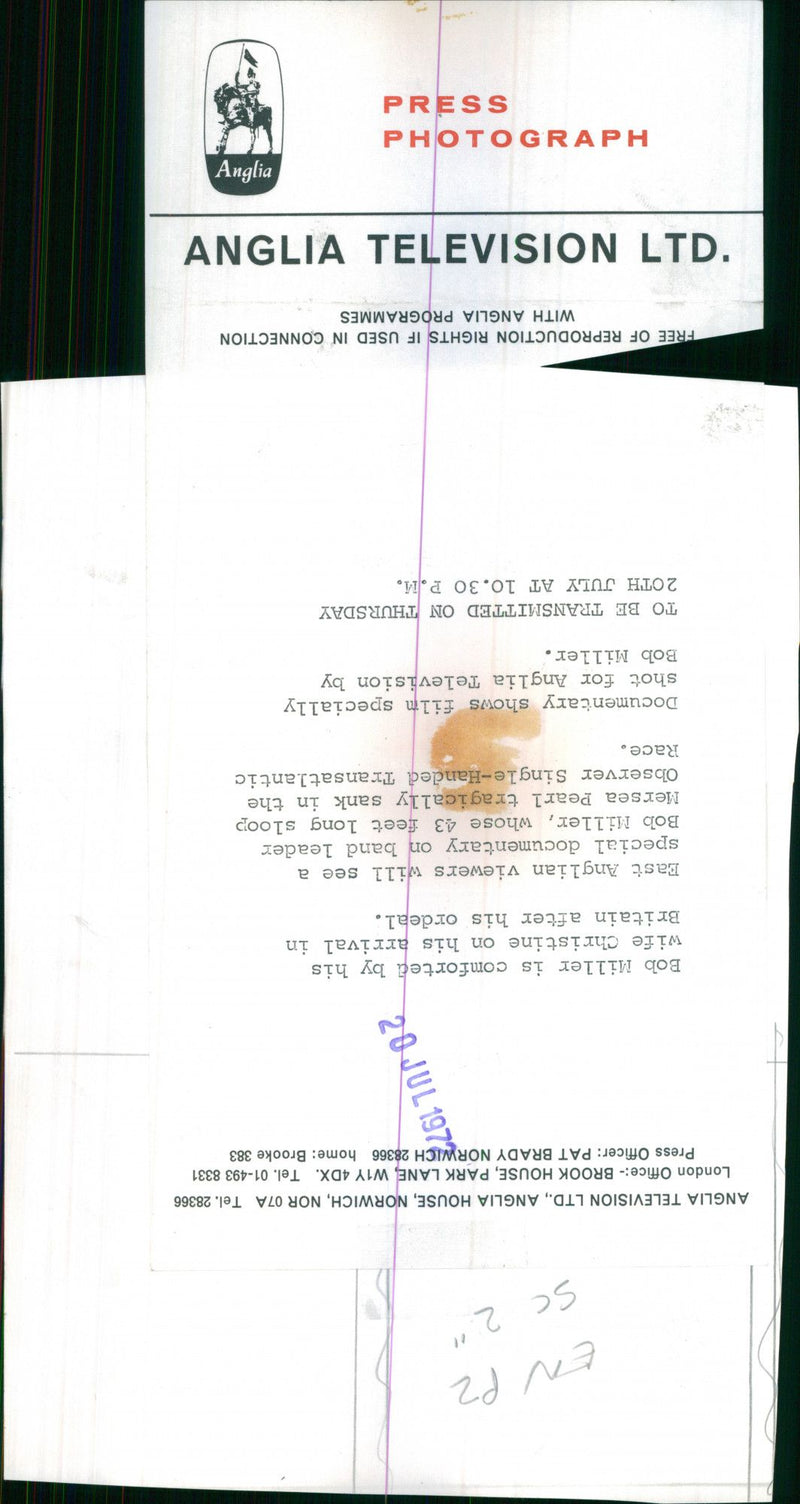 Anglia
PRESS
PHOTOGRAPH
ANGLIA TELEVISION LTD.
ANGLIA TELEVISION LTD., ANGLIA HOUSE, NORWICH, NOR 07A Tel. 28366
London Office:- BROOK HOUSE, PARK LANE, W1Y 4DX. Tel. 01-493 8331
Press Officer: PAT BRADY NORWICH 28366 home: Brooke 383
20 JUL 1972
Bob Miller is comforted by his
wife Christine on his arrival in
Britain after his ordeal.
East Anglian viewers will see a
special documentary on band leader
Bob Miller, whose 43 feet long sloop
Mersea Pearl tragically sank in the
Observer Single-Handed Transatlantic
Race.
Documentary shows film specially
shot for Anglia Television by
Bob Miller.
TO BE TRANSMITTED ON THURSDAY
20TH JULY AT 10.30 P.M.
FREE OF REPRODUCTION RIGHTS IF USED IN CONNECTION
WITH ANGLIA PROGRAMMES
EN P2
SC 2"